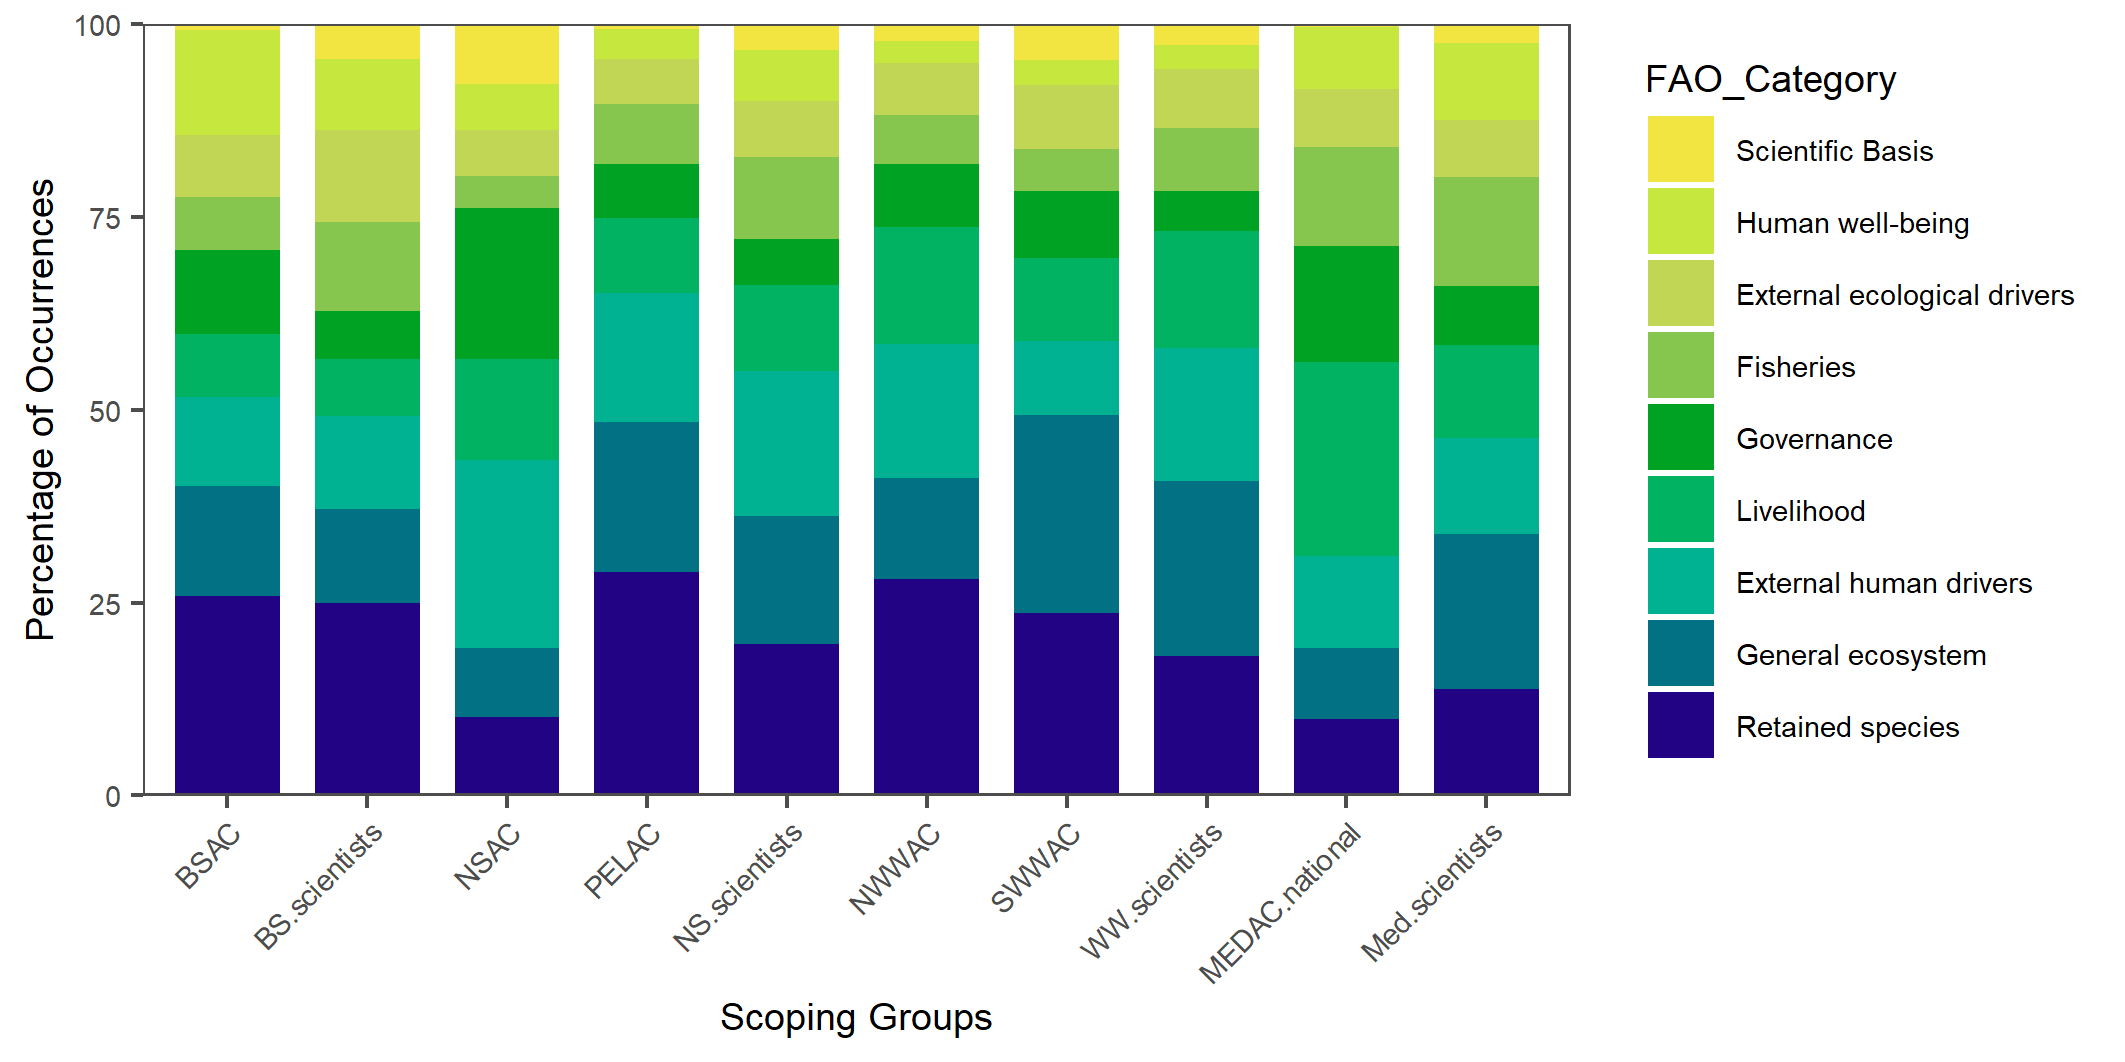 100
75
50
25
0
Percentage of Occurrences
BSAC
BS.scientists
NSAC
PELAC
NS.scientists
NWWAC
SWWAC
WW.scientists
MEDAC.national
Med.scientists
Scoping Groups
FAO_Category
Scientific Basis
Human well-being
External ecological drivers
Fisheries
Governance
Livelihood
External human drivers
General ecosystem
Retained species